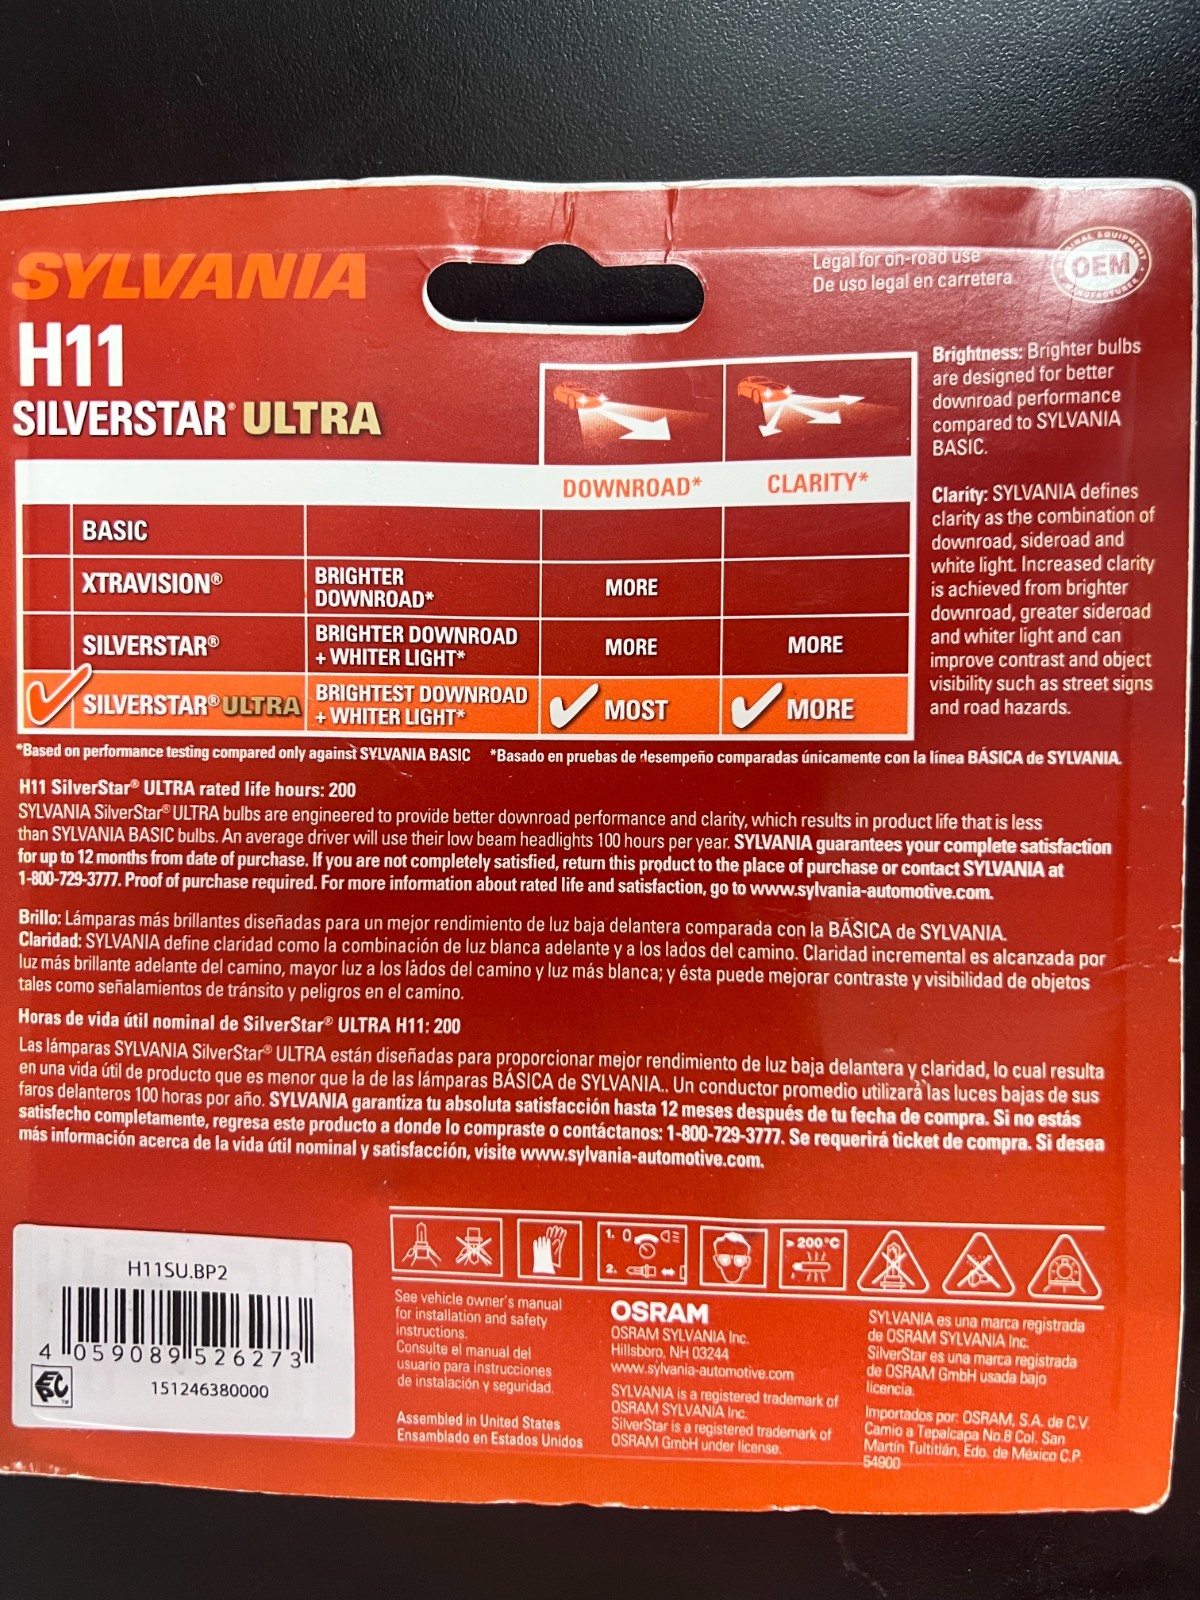 SYLVANIA
H11
SILVERSTAR® ULTRA
Legal for on-road use
De uso legal en carretera
OEM
DOWNROAD* CLARITY*
BASIC
XTRAVISION® BRIGHTER DOWNROAD* MORE
SILVERSTAR® BRIGHTER DOWNROAD + WHITER LIGHT* MORE MORE
SILVERSTAR® ULTRA BRIGHTEST DOWNROAD + WHITER LIGHT* MOST MORE
Brightness: Brighter bulbs
are designed for better
downroad performance
compared to SYLVANIA
BASIC.
Clarity: SYLVANIA defines
clarity as the combination of
downroad, sideroad and
white light. Increased clarity
is achieved from brighter
downroad, greater sideroad
and whiter light and can
improve contrast and object
visibility such as street signs
and road hazards.
*Based on performance testing compared only against SYLVANIA BASIC *Basado en pruebas de desempeño comparadas únicamente con la línea BÁSICA de SYLVANIA.
H11 SilverStar® ULTRA rated life hours: 200
SYLVANIA SilverStar® ULTRA bulbs are engineered to provide better downroad performance and clarity, which results in product life that is less
than SYLVANIA BASIC bulbs. An average driver will use their low beam headlights 100 hours per year. SYLVANIA guarantees your complete satisfaction
for up to 12 months from date of purchase. If you are not completely satisfied, return this product to the place of purchase or contact SYLVANIA at
1-800-729-3777. Proof of purchase required. For more information about rated life and satisfaction, go to www.sylvania-automotive.com.
Brillo: Lámparas más brillantes diseñadas para un mejor rendimiento de luz baja delantera comparada con la BÁSICA de SYLVANIA.
Claridad: SYLVANIA define claridad como la combinación de luz blanca adelante y a los lados del camino. Claridad incremental es alcanzada por
luz más brillante adelante del camino, mayor luz a los lados del camino y luz más blanca; y ésta puede mejorar contraste y visibilidad de objetos
tales como señalamientos de tránsito y peligros en el camino.
Horas de vida útil nominal de SilverStar® ULTRA H11: 200
Las lámparas SYLVANIA SilverStar® ULTRA están diseñadas para proporcionar mejor rendimiento de luz baja delantera y claridad, lo cual resulta
en una vida útil de producto que es menor que la de las lámparas BÁSICA de SYLVANIA.. Un conductor promedio utilizará las luces bajas de sus
faros delanteros 100 horas por año. SYLVANIA garantiza tu absoluta satisfacción hasta 12 meses después de tu fecha de compra. Si no estás
satisfecho completamente, regresa este producto a donde lo compraste o contáctanos: 1-800-729-3777. Se requerirá ticket de compra. Si desea
más información acerca de la vida útil nominal y satisfacción, visite www.sylvania-automotive.com.
H11SU.BP2
4 059089 526273
151246380000
1. 0
2.
>200°C
See vehicle owner's manual
for installation and safety
instructions.
Consulte el manual del
usuario para instrucciones
de instalación y seguridad.
Assembled in United States
Ensamblado en Estados Unidos
OSRAM
OSRAM SYLVANIA Inc.
Hillsboro, NH 03244
www.sylvania-automotive.com
SYLVANIA is a registered trademark of
OSRAM SYLVANIA Inc.
SilverStar is a registered trademark of
OSRAM GmbH under license.
SYLVANIA es una marca registrada
de OSRAM SYLVANIA Inc.
SilverStar es una marca registrada
de OSRAM GmbH usada bajo
licencia.
Importados por: OSRAM, S.A. de C.V.
Camio a Tepalcapa No.8 Col. San
Martín Tultitlán, Edo. de México C.P.
54900